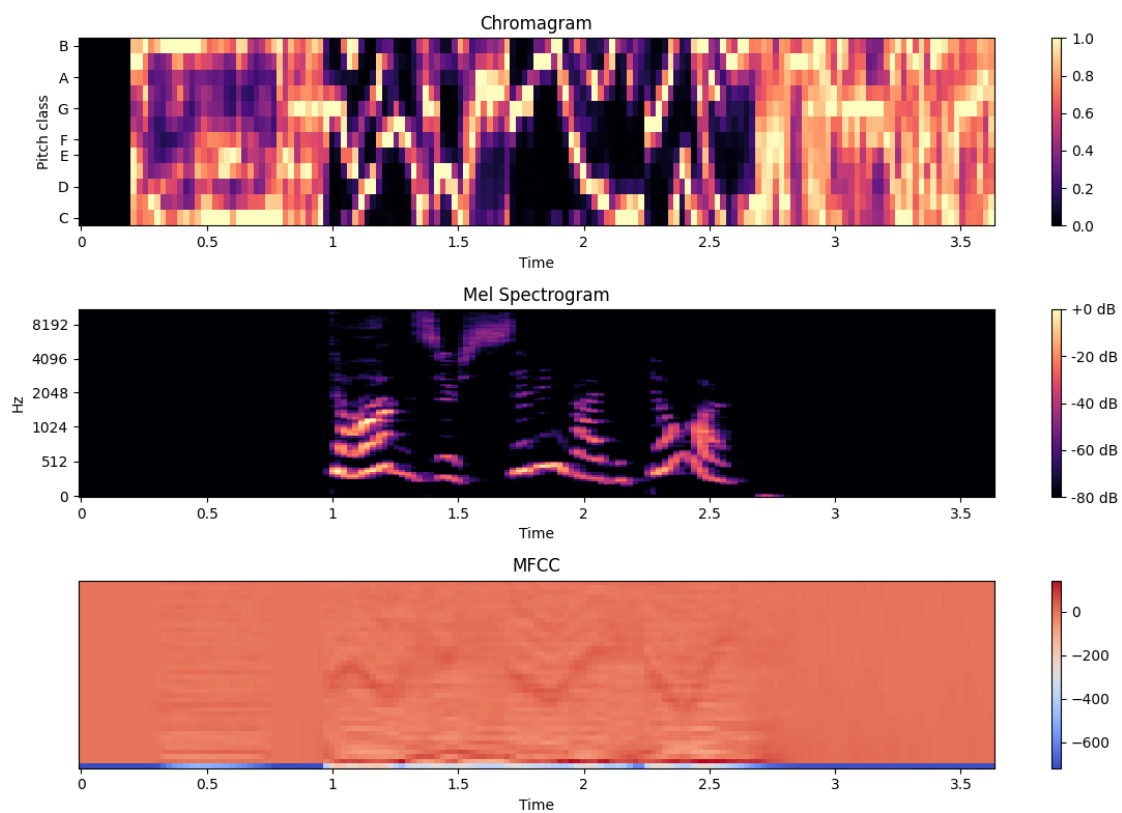 Chromagram
B
A
G
F
E
D
C
Pitch class
0 0.5 1 1.5 2 2.5 3 3.5
Time
1.0
0.8
0.6
0.4
0.2
0.0
Mel Spectrogram
8192
4096
2048
1024
512
0
Hz
0 0.5 1 1.5 2 2.5 3 3.5
Time
+0 dB
-20 dB
-40 dB
-60 dB
-80 dB
MFCC
0 0.5 1 1.5 2 2.5 3 3.5
Time
0
−200
−400
−600